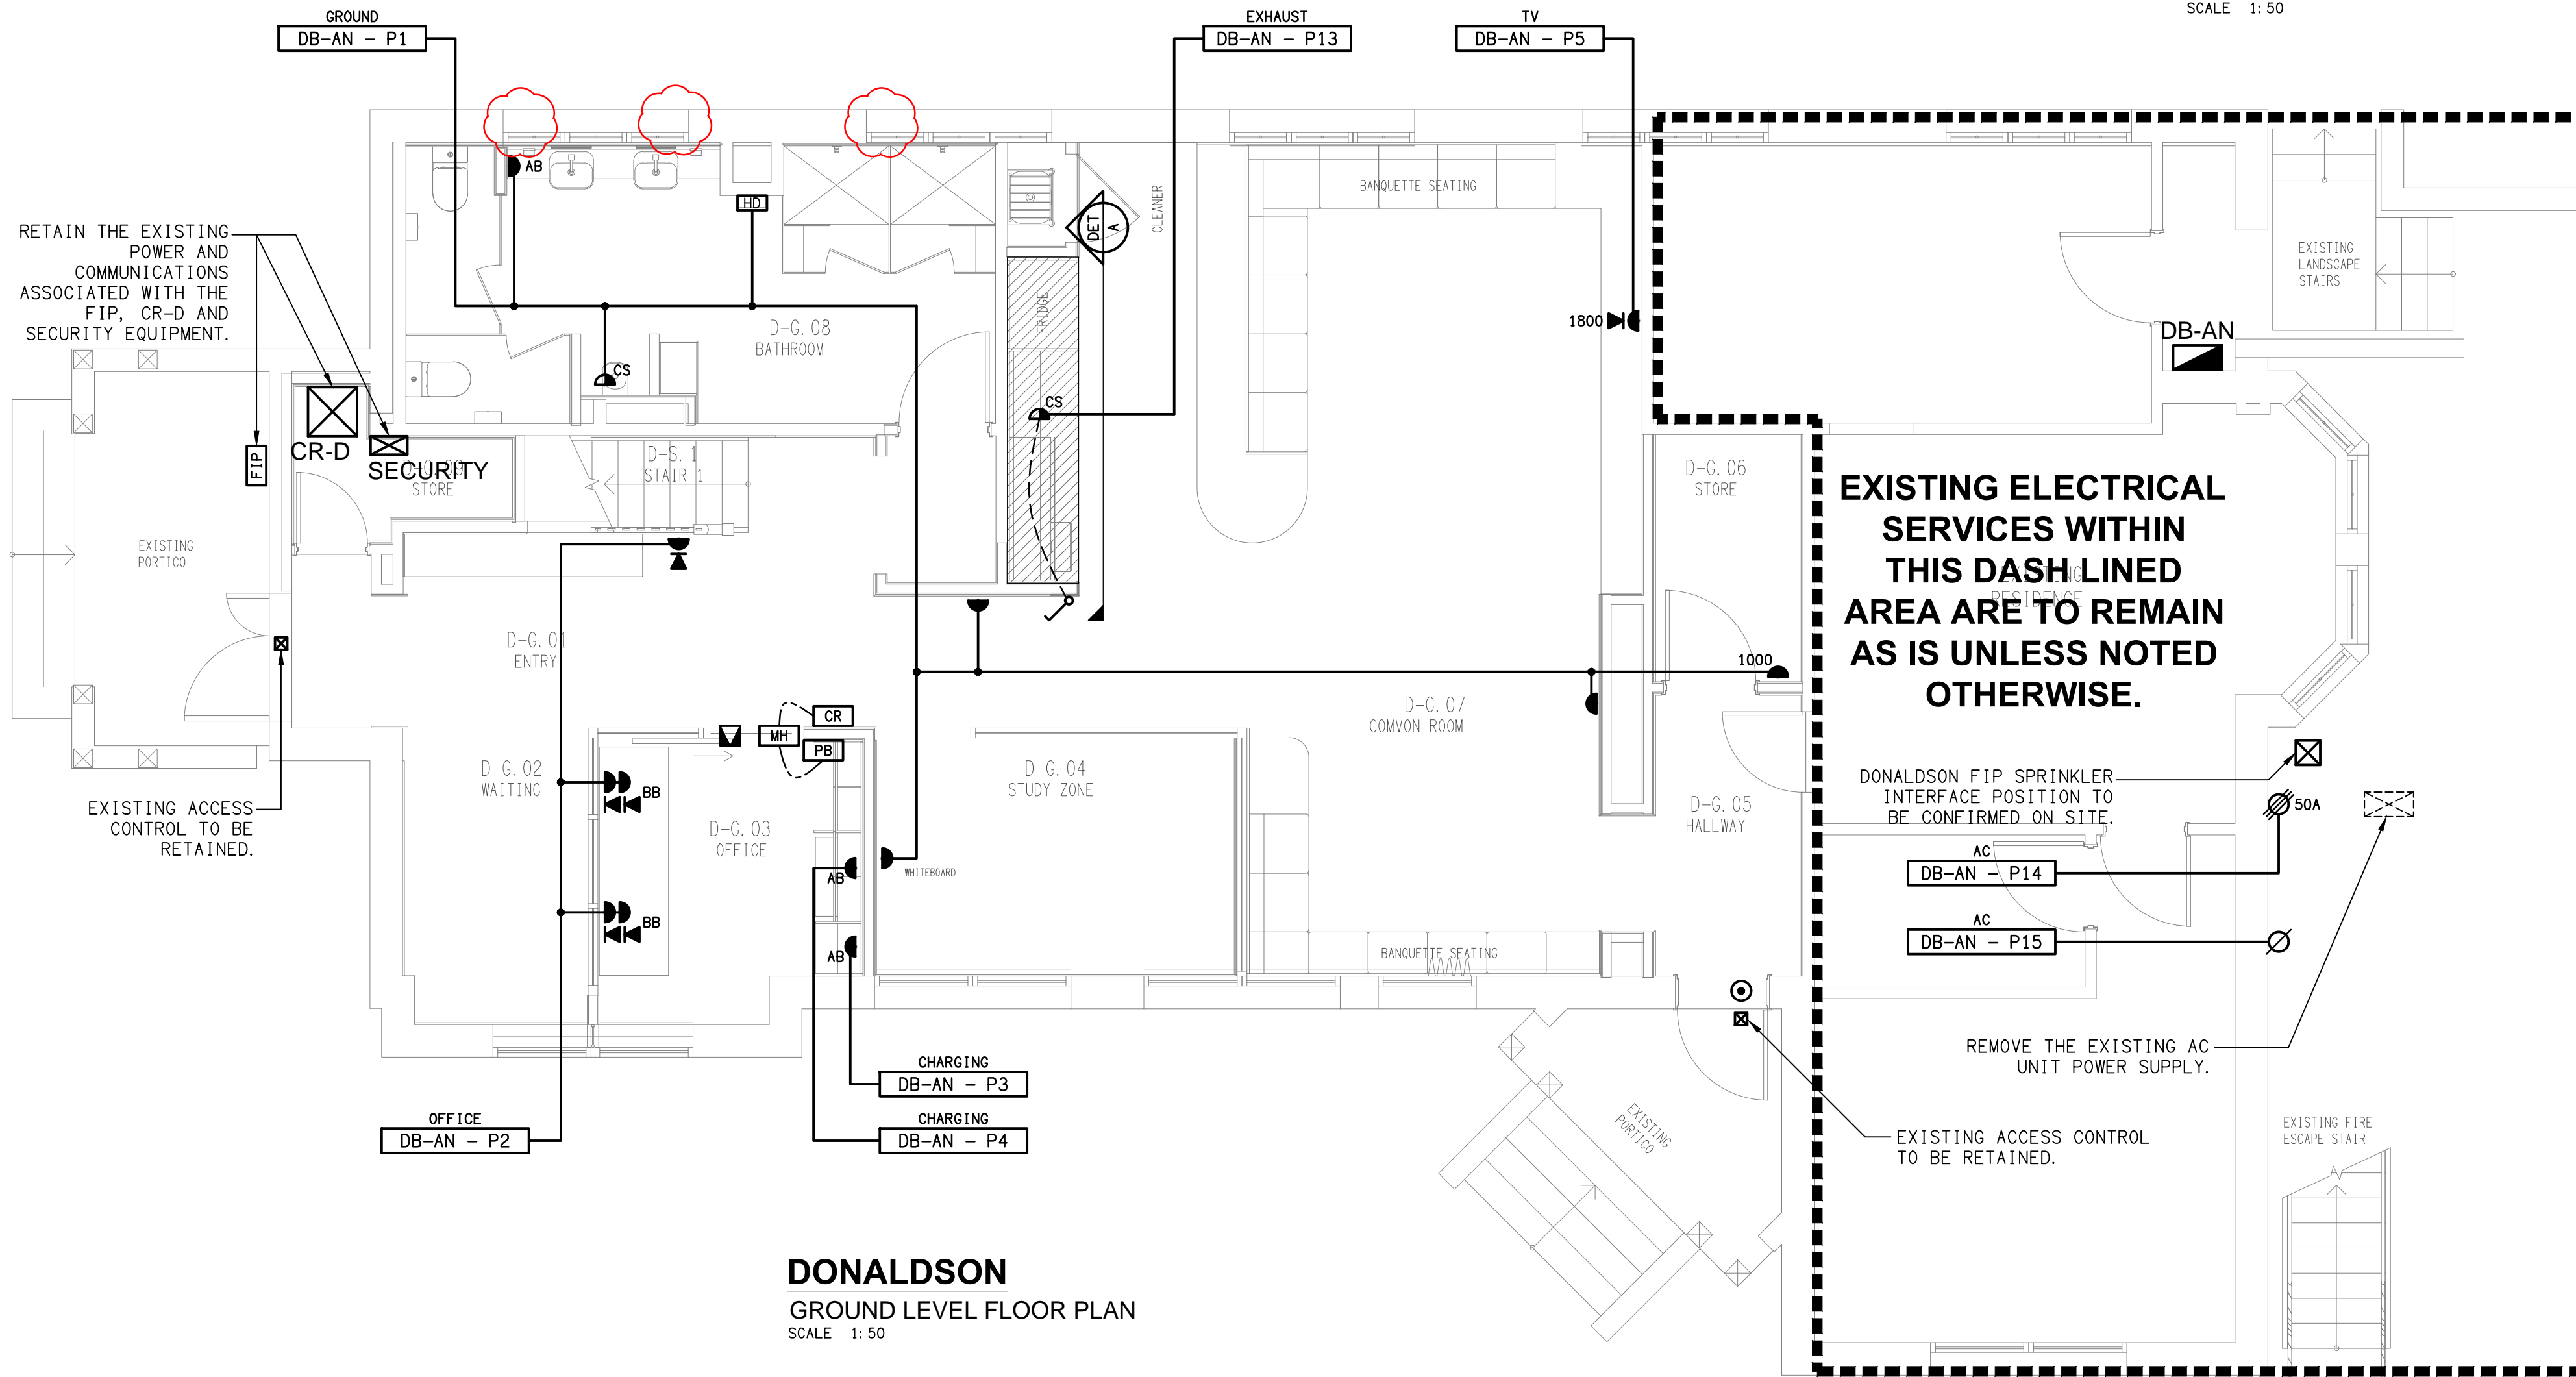 SCALE 1:50
GROUND
DB-AN - P1
EXHAUST
DB-AN - P13
TV
DB-AN - P5
AB
HD
BANQUETTE SEATING
CLEANER
DET
A
RETAIN THE EXISTING
POWER AND
COMMUNICATIONS
ASSOCIATED WITH THE
FIP, CR-D AND
SECURITY EQUIPMENT.
EXISTING
LANDSCAPE
STAIRS
FRIDGE
D-G.08
BATHROOM
1800
DB-AN
CS
CS
FIP
CR-D
SECURITY
D-G.09
STORE
D-S.1
STAIR 1
D-G.06
STORE
EXISTING ELECTRICAL
SERVICES WITHIN
THIS DASH LINED
AREA ARE TO REMAIN
AS IS UNLESS NOTED
OTHERWISE.
EXISTING
RESIDENCE
EXISTING
PORTICO
D-G.01
ENTRY
1000
D-G.07
COMMON ROOM
CR
MH
PB
D-G.02
WAITING
D-G.04
STUDY ZONE
BB
D-G.03
OFFICE
D-G.05
HALLWAY
DONALDSON FIP SPRINKLER
INTERFACE POSITION TO
BE CONFIRMED ON SITE.
50A
EXISTING ACCESS
CONTROL TO BE
RETAINED.
AC
DB-AN - P14
WHITEBOARD
AB
BB
AC
DB-AN - P15
AB
BANQUETTE SEATING
REMOVE THE EXISTING AC
UNIT POWER SUPPLY.
CHARGING
DB-AN - P3
OFFICE
DB-AN - P2
CHARGING
DB-AN - P4
EXISTING
PORTICO
EXISTING ACCESS CONTROL
TO BE RETAINED.
EXISTING FIRE
ESCAPE STAIR
DONALDSON
GROUND LEVEL FLOOR PLAN
SCALE 1:50